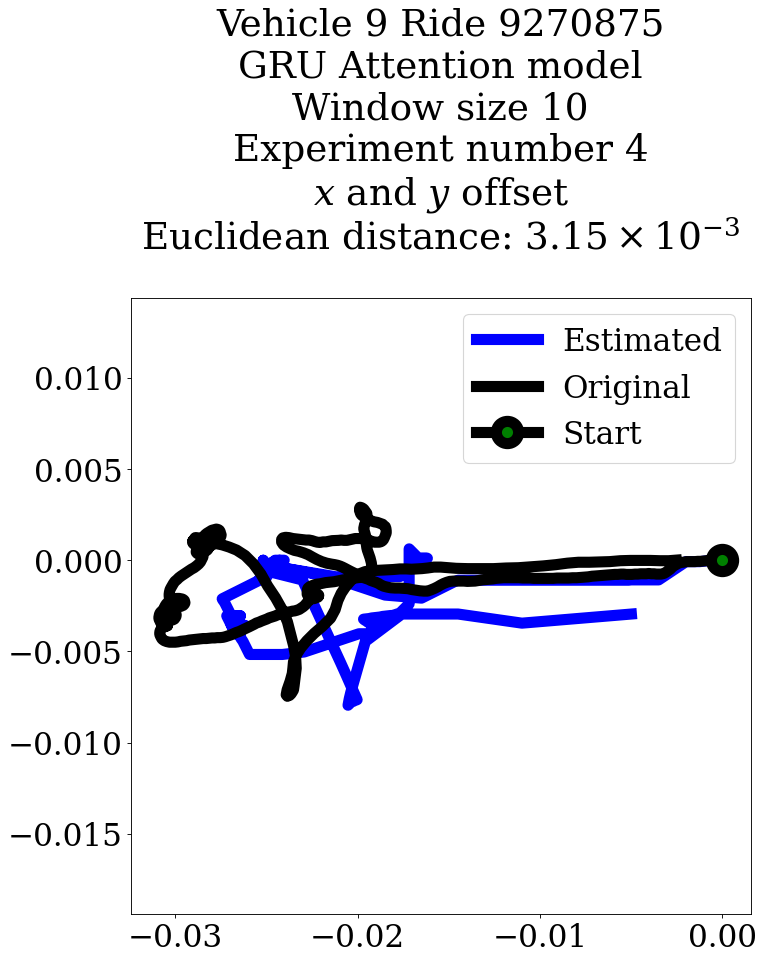 Vehicle 9 Ride 9270875
GRU Attention model
Window size 10
Experiment number 4
x and y offset
Euclidean distance: 3.15 × 10⁻³
Estimated
Original
Start
0.010
0.005
0.000
−0.005
−0.010
−0.015
−0.03 −0.02 −0.01 0.00